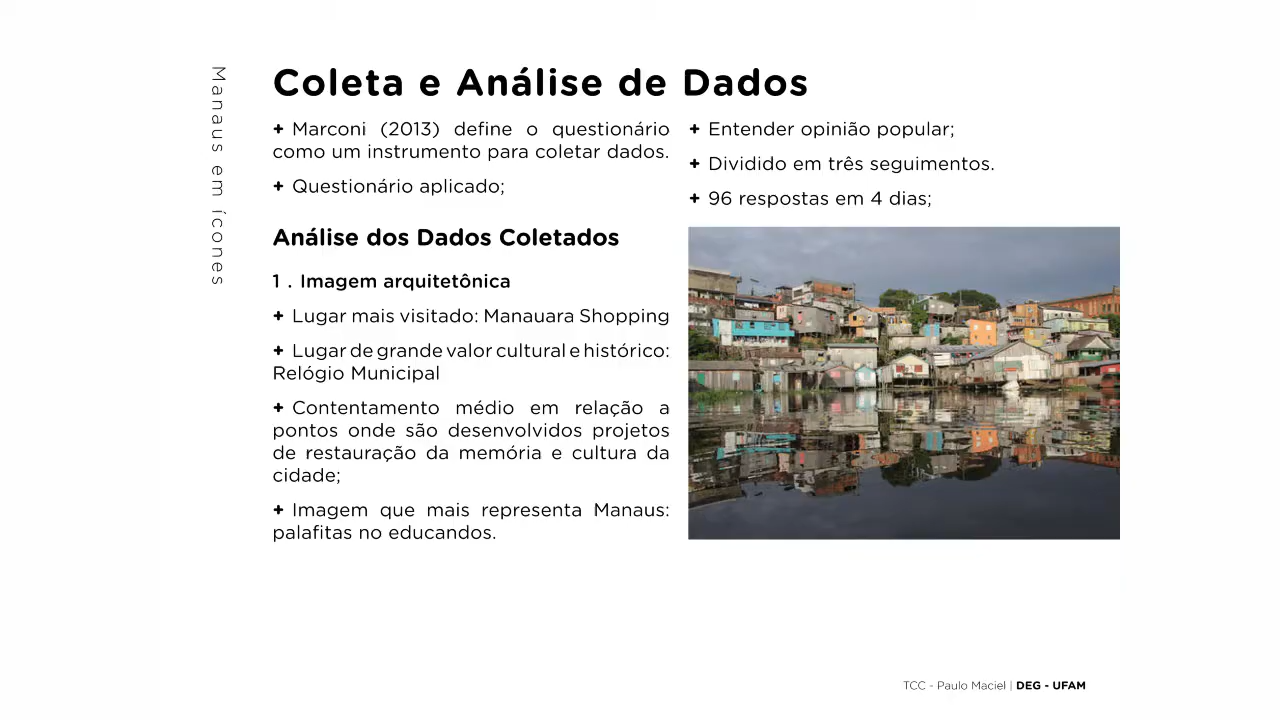 Manaus em ícones
Coleta e Análise de Dados
+ Marconi (2013) define o questionário
como um instrumento para coletar dados.
+ Questionário aplicado;
+ Entender opinião popular;
+ Dividido em três seguimentos.
+ 96 respostas em 4 dias;
Análise dos Dados Coletados
1 . Imagem arquitetônica
+ Lugar mais visitado: Manauara Shopping
+ Lugar de grande valor cultural e histórico:
Relógio Municipal
+ Contentamento médio em relação a
pontos onde são desenvolvidos projetos
de restauração da memória e cultura da
cidade;
+ Imagem que mais representa Manaus:
palafitas no educandos.
TCC - Paulo Maciel | DEG - UFAM